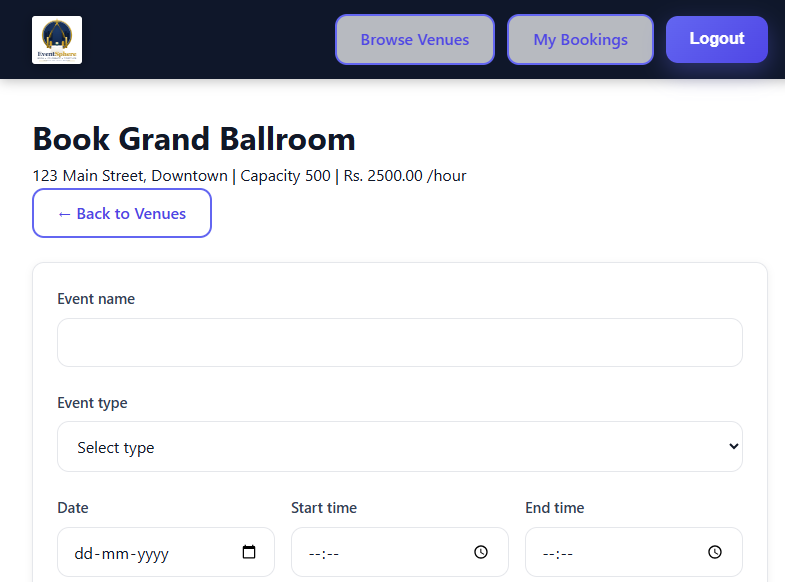 EventSphere
Browse Venues
My Bookings
Logout
Book Grand Ballroom
123 Main Street, Downtown | Capacity 500 | Rs. 2500.00 /hour
← Back to Venues
Event name
Event type
Select type
Date
Start time
End time
dd-mm-yyyy
--:--
--:--